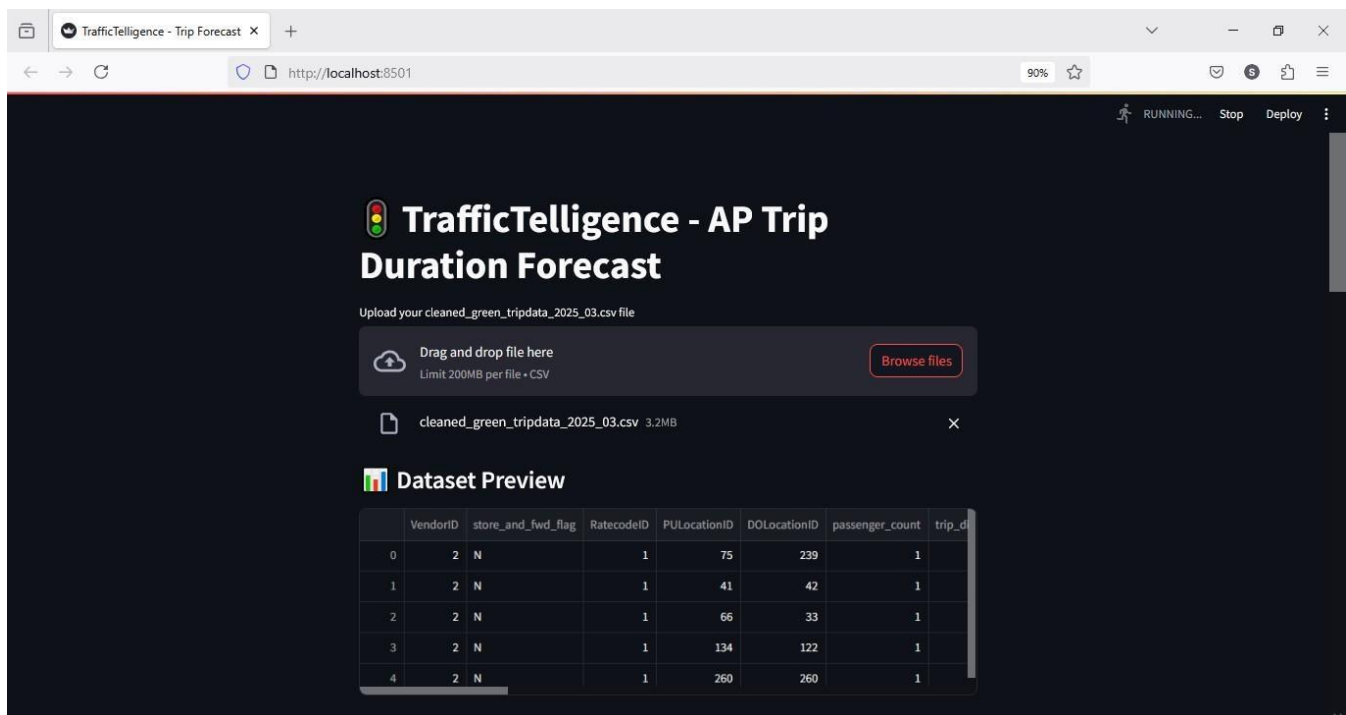 TrafficTelligence - Trip Forecast
http://localhost:8501
90%
S
RUNNING... Stop Deploy
TrafficTelligence - AP Trip
Duration Forecast
Upload your cleaned_green_tripdata_2025_03.csv file
Drag and drop file here
Limit 200MB per file • CSV
Browse files
cleaned_green_tripdata_2025_03.csv 3.2MB
Dataset Preview
VendorID store_and_fwd_flag RatecodeID PULocationID DOLocationID passenger_count trip_di
0 2 N 1 75 239 1
1 2 N 1 41 42 1
2 2 N 1 66 33 1
3 2 N 1 134 122 1
4 2 N 1 260 260 1